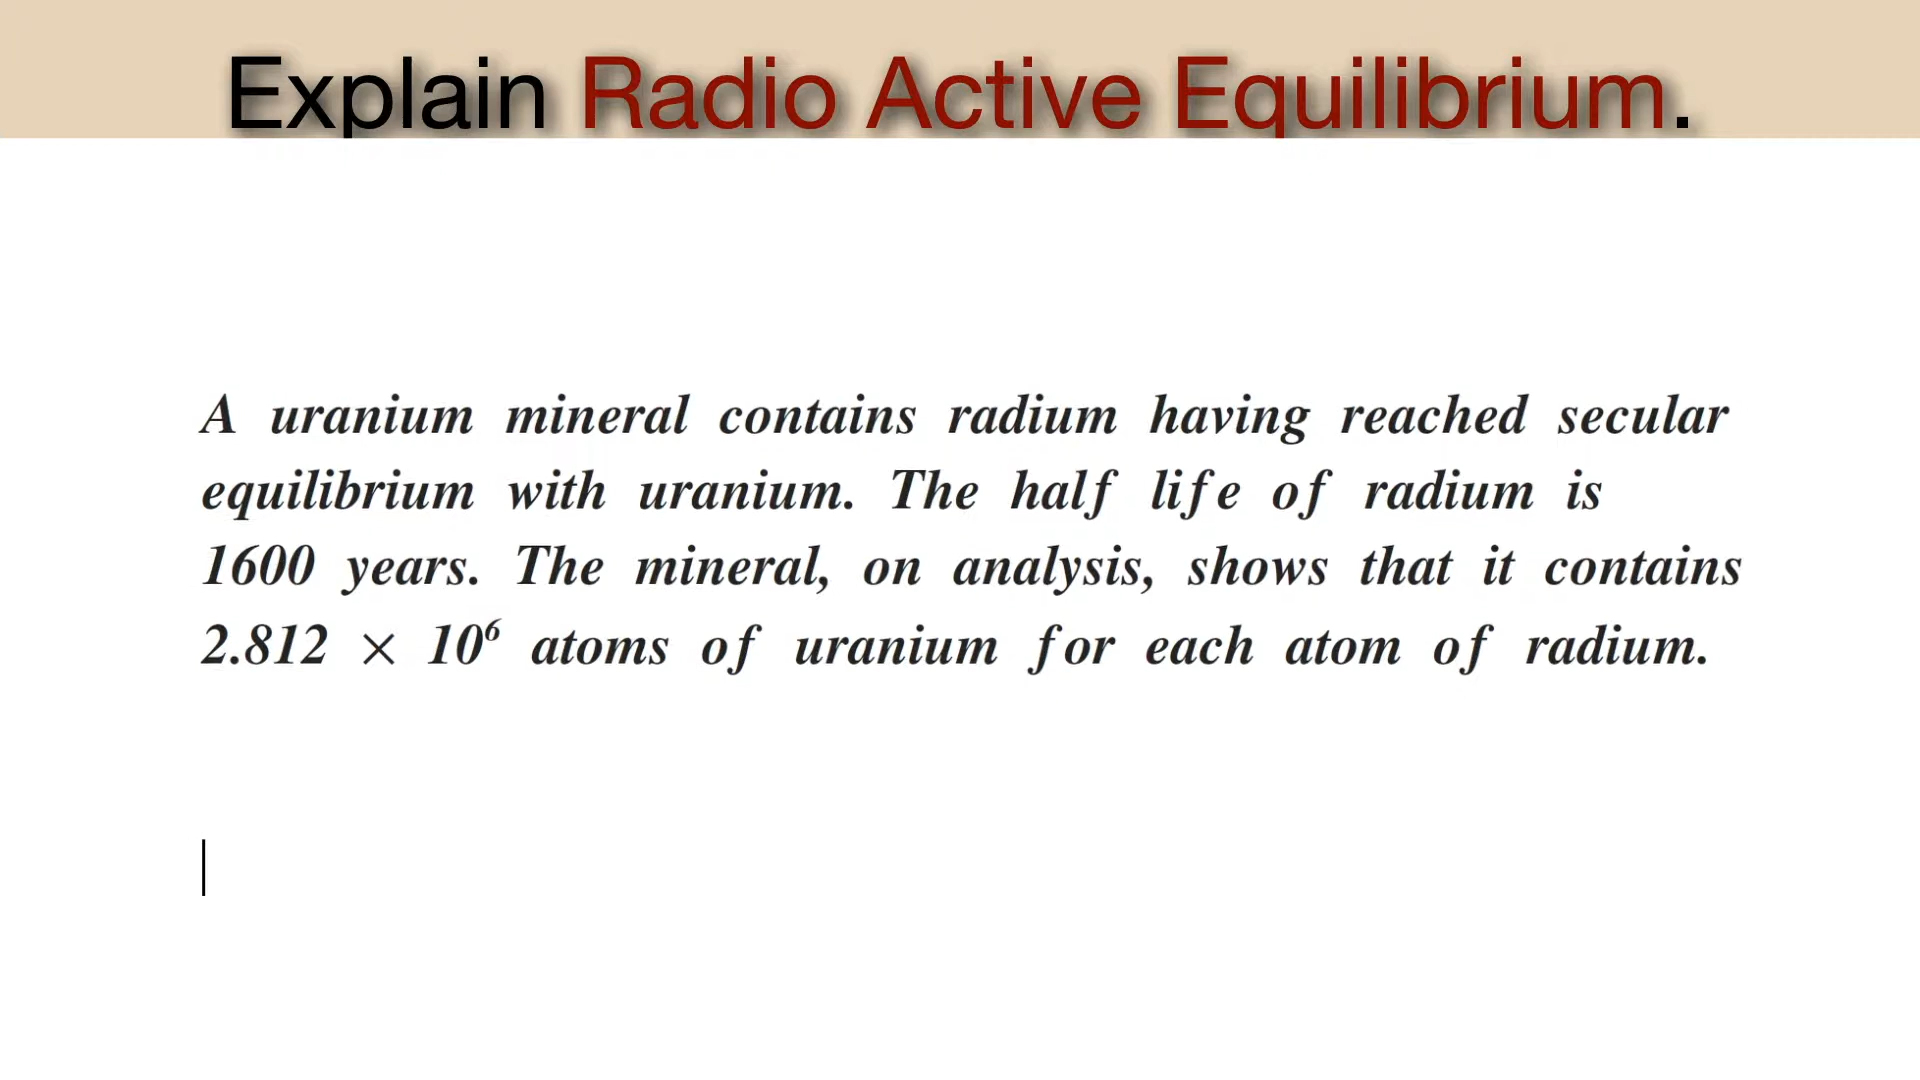 Explain Radio Active Equilibrium.
A uranium mineral contains radium having reached secular
equilibrium with uranium. The half life of radium is
1600 years. The mineral, on analysis, shows that it contains
2.812 × 10⁶ atoms of uranium for each atom of radium.